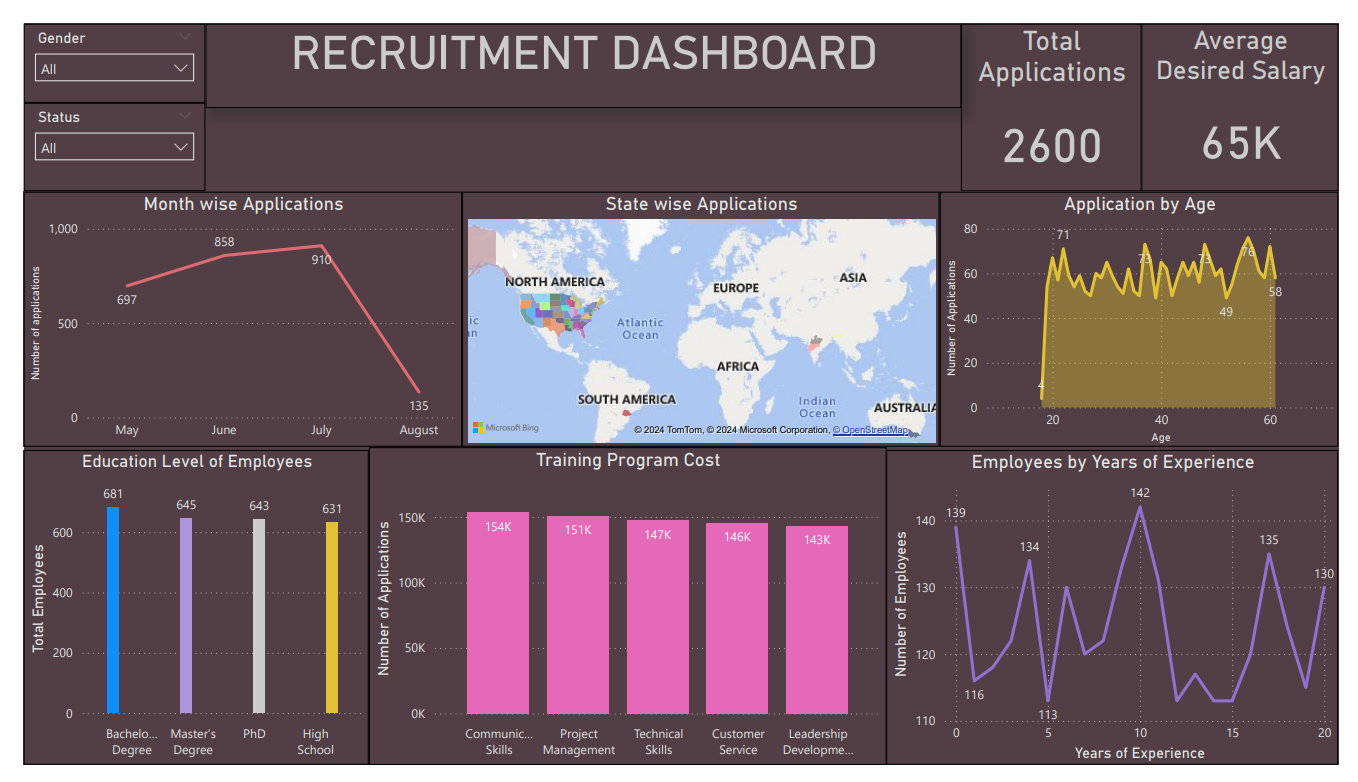 Gender
All
Status
All
RECRUITMENT DASHBOARD
Total
Applications
2600
Average
Desired Salary
65K
Month wise Applications
Number of applications
1,000
500
0
697
858
910
135
May
June
July
August
State wise Applications
NORTH AMERICA
EUROPE
ASIA
Atlantic
Ocean
ic
an
AFRICA
SOUTH AMERICA
Indian
Ocean
AUSTRALIA
Microsoft Bing
© 2024 TomTom, © 2024 Microsoft Corporation, © OpenStreetMap
Application by Age
Number of Applications
80
60
40
20
0
4
71
73
73
76
49
58
20
40
60
Age
Education Level of Employees
Total Employees
600
400
200
0
681
645
643
631
Bachelo...
Degree
Master's
Degree
PhD
High
School
Training Program Cost
Number of Applications
150K
100K
50K
0K
154K
151K
147K
146K
143K
Communic...
Skills
Project
Management
Technical
Skills
Customer
Service
Leadership
Developme...
Employees by Years of Experience
Number of Employees
140
130
120
110
139
116
134
113
142
135
130
0
5
10
15
20
Years of Experience